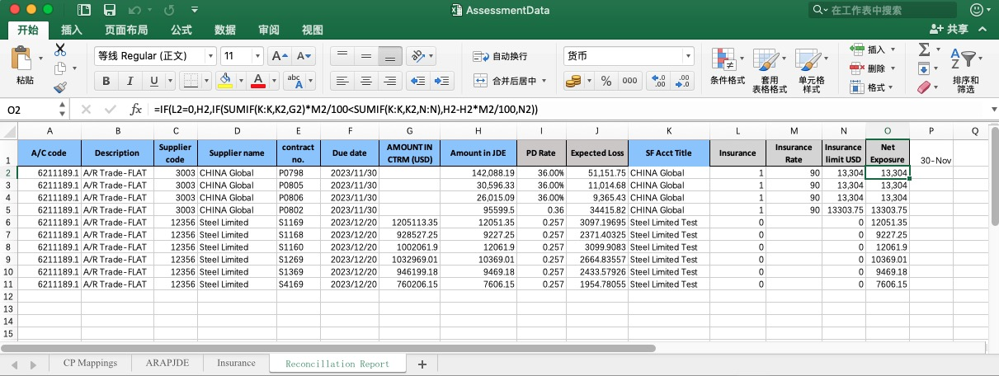 AssessmentData
在工作表中搜索
开始 插入 页面布局 公式 数据 审阅 视图 共享
粘贴
等线 Regular (正文) 11 A A
B I U A abc A
自动换行
合并后居中
货币
% 000 .0 .00 .00 .0
条件格式 套用 表格格式 单元格 样式
插入
删除
格式
排序和 筛选
O2 fx =IF(L2=0,H2,IF(SUMIF(K:K,K2,G2)*M2/100<SUMIF(K:K,K2,N:N),H2-H2*M2/100,N2))
A B C D E F G H I J K L M N O P Q
1 A/C code Description Supplier code Supplier name contract no. Due date AMOUNT IN CTRM (USD) Amount in JDE PD Rate Expected Loss SF Acct Title Insurance Insurance Rate Insurance limit USD Net Exposure 30-Nov
2 6211189.1 A/R Trade-FLAT 3003 CHINA Global P0798 2023/11/30 142,088.19 36.00% 51,151.75 CHINA Global 1 90 13,304 13,304
3 6211189.1 A/R Trade-FLAT 3003 CHINA Global P0805 2023/11/30 30,596.33 36.00% 11,014.68 CHINA Global 1 90 13,304 13,304
4 6211189.1 A/R Trade-FLAT 3003 CHINA Global P0806 2023/11/30 26,015.09 36.00% 9,365.43 CHINA Global 1 90 13,304 13,304
5 6211189.1 A/R Trade-FLAT 3003 CHINA Global P0802 2023/11/30 95599.5 0.36 34415.82 CHINA Global 1 90 13303.75 13303.75
6 6211189.1 A/R Trade-FLAT 12356 Steel Limited S1169 2023/12/20 1205113.35 12051.35 0.257 3097.19695 Steel Limited Test 0 0 12051.35
7 6211189.1 A/R Trade-FLAT 12356 Steel Limited S1168 2023/12/20 928527.25 9227.25 0.257 2371.40325 Steel Limited Test 0 0 9227.25
8 6211189.1 A/R Trade-FLAT 12356 Steel Limited S1160 2023/12/20 1002061.9 12061.9 0.257 3099.9083 Steel Limited Test 0 0 12061.9
9 6211189.1 A/R Trade-FLAT 12356 Steel Limited S1269 2023/12/20 1032969.01 10369.01 0.257 2664.83557 Steel Limited Test 0 0 10369.01
10 6211189.1 A/R Trade-FLAT 12356 Steel Limited S1369 2023/12/20 946199.18 9469.18 0.257 2433.57926 Steel Limited Test 0 0 9469.18
11 6211189.1 A/R Trade-FLAT 12356 Steel Limited S4169 2023/12/20 760206.15 7606.15 0.257 1954.78055 Steel Limited Test 0 0 7606.15
12
13
14
15
CP Mappings ARAPJDE Insurance Reconcillation Report +